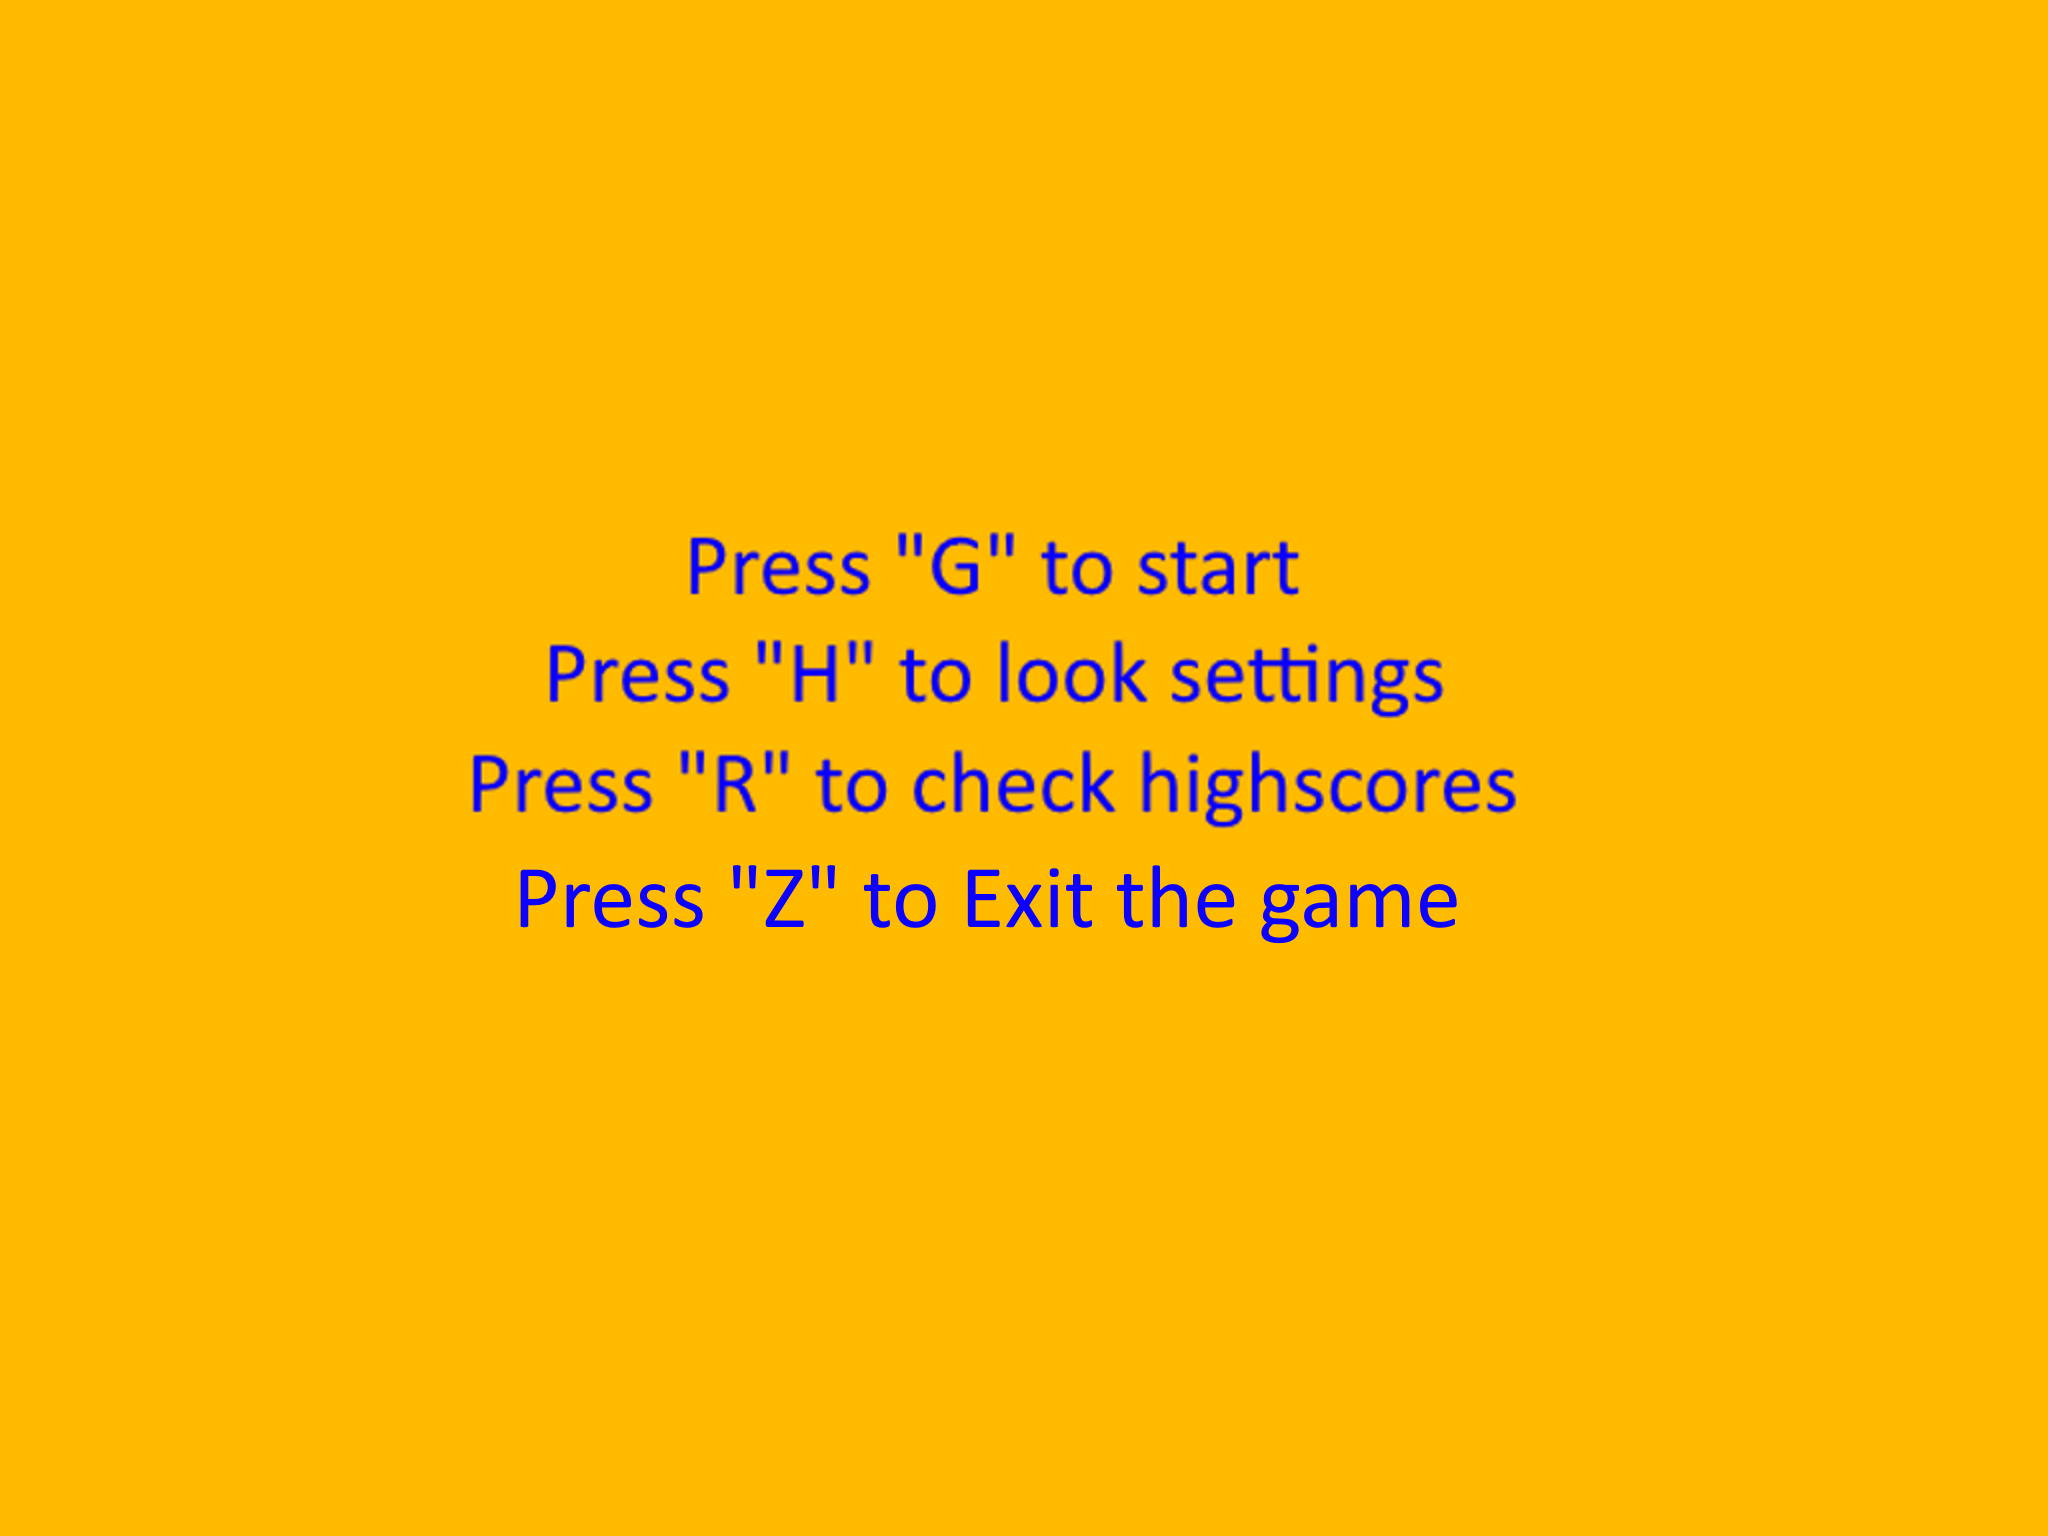 Press "G" to start
Press "H" to look settings
Press "R" to check highscores
Press "Z" to Exit the game